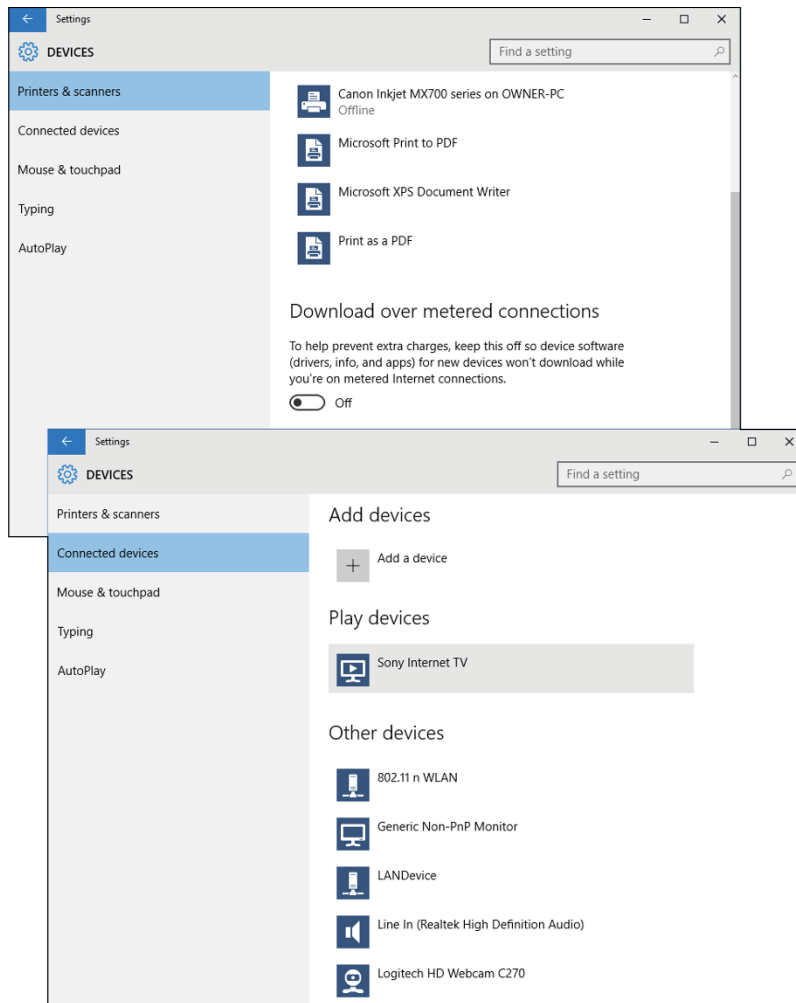 Settings
DEVICES
Find a setting
Printers & scanners
Connected devices
Mouse & touchpad
Typing
AutoPlay
Canon Inkjet MX700 series on OWNER-PC
Offline
Microsoft Print to PDF
Microsoft XPS Document Writer
Print as a PDF
Download over metered connections
To help prevent extra charges, keep this off so device software
(drivers, info, and apps) for new devices won't download while
you're on metered Internet connections.
Off
Settings
DEVICES
Find a setting
Printers & scanners
Connected devices
Mouse & touchpad
Typing
AutoPlay
Add devices
Add a device
Play devices
Sony Internet TV
Other devices
802.11 n WLAN
Generic Non-PnP Monitor
LANDevice
Line In (Realtek High Definition Audio)
Logitech HD Webcam C270